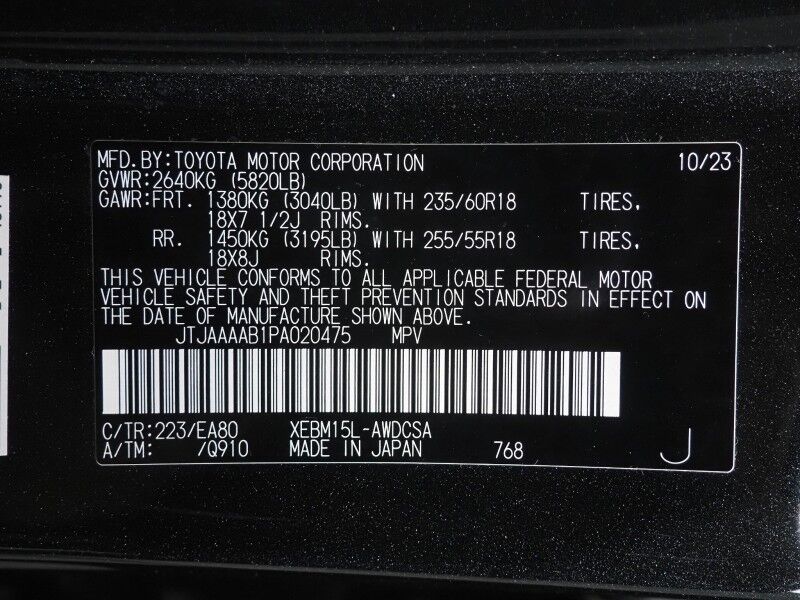 MFD.BY:TOYOTA MOTOR CORPORATION 10/23
GVWR:2640KG (5820LB)
GAWR:FRT. 1380KG (3040LB) WITH 235/60R18 TIRES,
18X7 1/2J RIMS.
RR. 1450KG (3195LB) WITH 255/55R18 TIRES,
18X8J RIMS.
THIS VEHICLE CONFORMS TO ALL APPLICABLE FEDERAL MOTOR
VEHICLE SAFETY AND THEFT PREVENTION STANDARDS IN EFFECT ON
THE DATE OF MANUFACTURE SHOWN ABOVE.
JTJAAAAB1PA020475 MPV
C/TR:223/EA80 XEBM15L-AWDCSA
A/TM: /Q910 MADE IN JAPAN 768 J